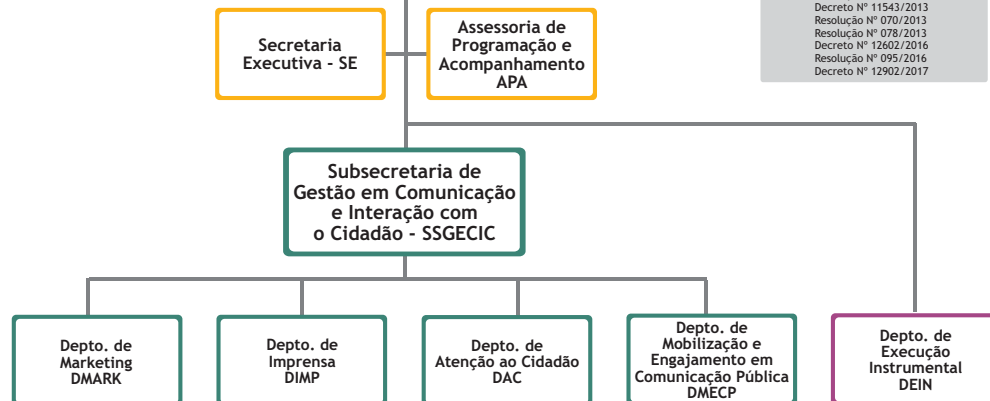 Decreto Nº 11543/2013
Resolução Nº 070/2013
Resolução Nº 078/2013
Decreto Nº 12602/2016
Resolução Nº 095/2016
Decreto Nº 12902/2017
Secretaria
Executiva - SE
Assessoria de
Programação e
Acompanhamento
APA
Subsecretaria de
Gestão em Comunicação
e Interação com
o Cidadão - SSGECIC
Depto. de
Marketing
DMARK
Depto. de
Imprensa
DIMP
Depto. de
Atenção ao Cidadão
DAC
Depto. de
Mobilização e
Engajamento em
Comunicação Pública
DMECP
Depto. de
Execução
Instrumental
DEIN